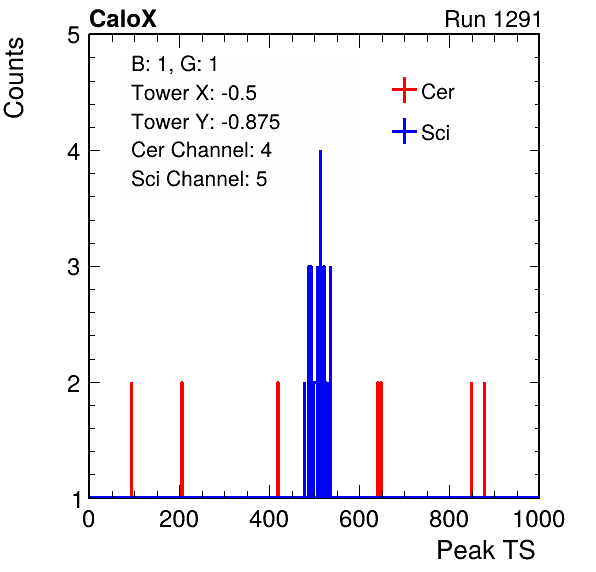 CaloX Run 1291
Counts
B: 1, G: 1
Tower X: -0.5
Tower Y: -0.875
Cer Channel: 4
Sci Channel: 5
Cer
Sci
5
4
3
2
1
0 200 400 600 800 1000
Peak TS